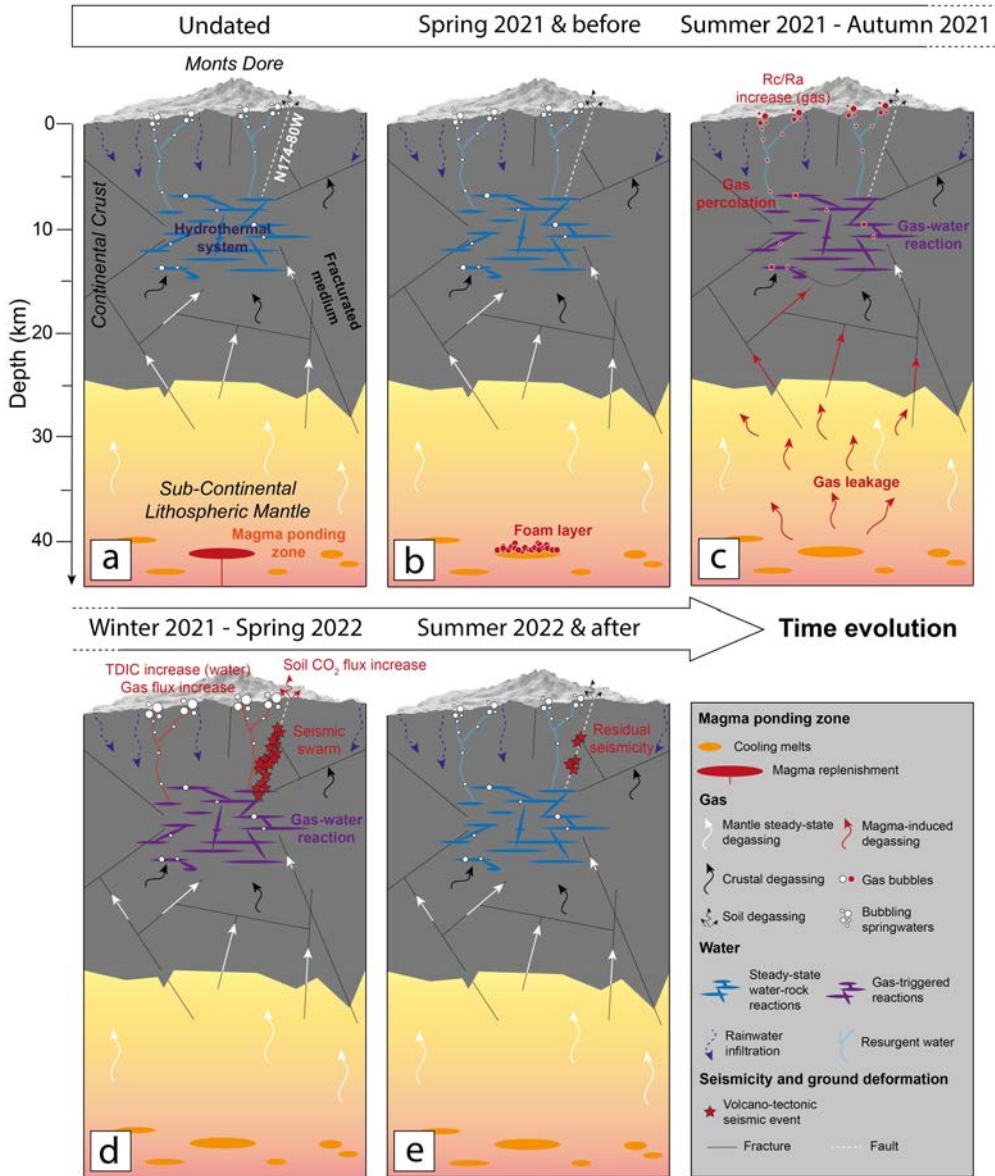 Undated
Spring 2021 & before
Summer 2021 - Autumn 2021
Monts Dore
0
10
20
30
40
Depth (km)
Continental Crust
N174-80W
Hydrothermal
system
Fracturated
medium
Sub-Continental
Lithospheric Mantle
Magma ponding
zone
a
Foam layer
b
Rc/Ra
increase (gas)
Gas
percolation
Gas-water
reaction
Gas leakage
c
Winter 2021 - Spring 2022
Summer 2022 & after
Time evolution
TDIC increase (water)
Gas flux increase
Soil CO₂ flux increase
Seismic
swarm
Gas-water
reaction
d
Residual
seismicity
e
Magma ponding zone
Cooling melts
Magma replenishment
Gas
Mantle steady-state
degassing
Magma-induced
degassing
Crustal degassing
Gas bubbles
Soil degassing
Bubbling
springwaters
Water
Steady-state
water-rock
reactions
Gas-triggered
reactions
Rainwater
infiltration
Resurgent water
Seismicity and ground deformation
Volcano-tectonic
seismic event
Fracture
Fault